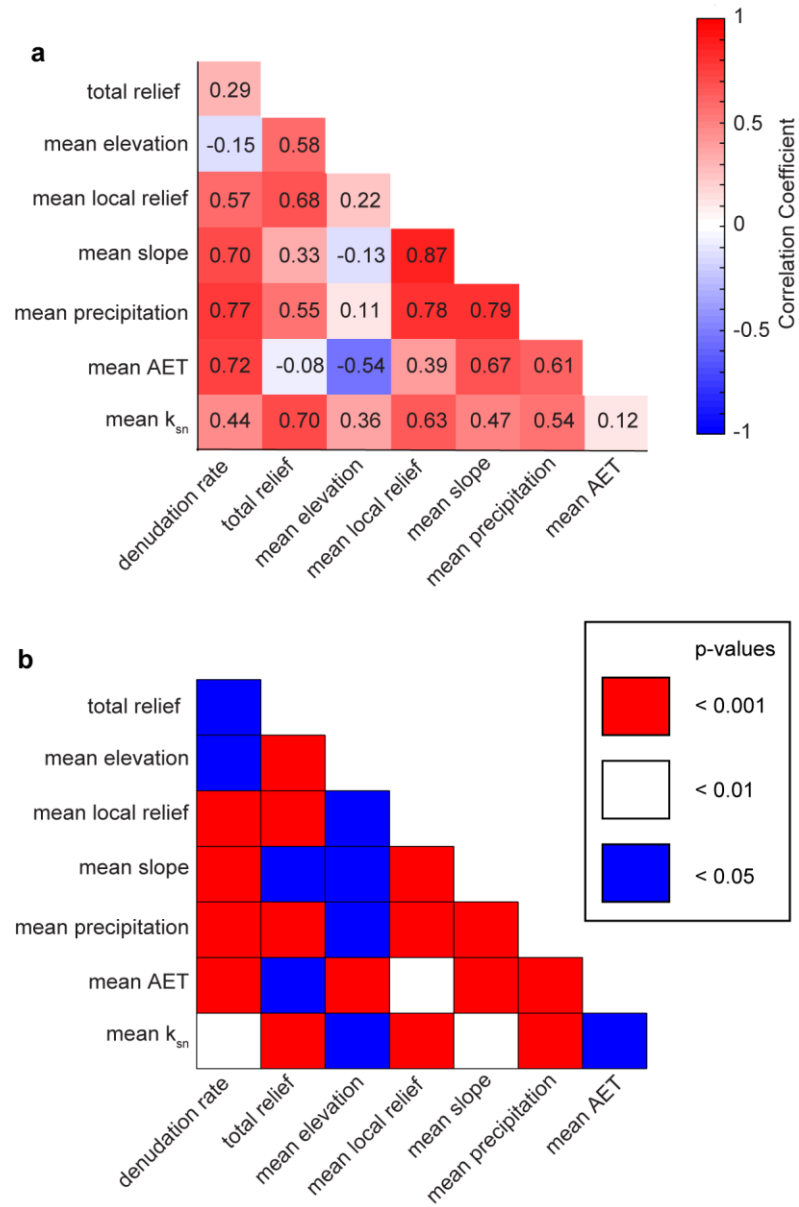 a
total relief 0.29
mean elevation -0.15 0.58
mean local relief 0.57 0.68 0.22
mean slope 0.70 0.33 -0.13 0.87
mean precipitation 0.77 0.55 0.11 0.78 0.79
mean AET 0.72 -0.08 -0.54 0.39 0.67 0.61
mean ksn 0.44 0.70 0.36 0.63 0.47 0.54 0.12
denudation rate
total relief
mean elevation
mean local relief
mean slope
mean precipitation
mean AET
1
0.5
0
-0.5
-1
Correlation Coefficient
b
total relief
mean elevation
mean local relief
mean slope
mean precipitation
mean AET
mean ksn
denudation rate
total relief
mean elevation
mean local relief
mean slope
mean precipitation
mean AET
p-values
< 0.001
< 0.01
< 0.05